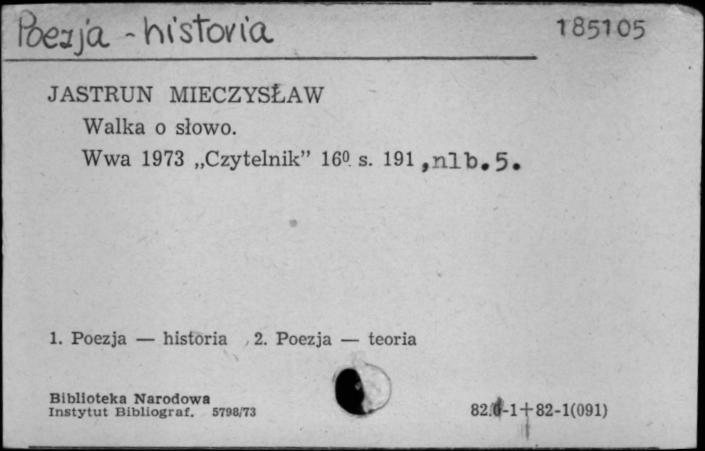 Poezja - historia 185105
JASTRUN MIECZYSŁAW
Walka o słowo.
Wwa 1973 „Czytelnik” 16⁰ s. 191 ,nlb.5.
1. Poezja — historia 2. Poezja — teoria
Biblioteka Narodowa
Instytut Bibliograf. 5798/73
82.0-1+82-1(091)